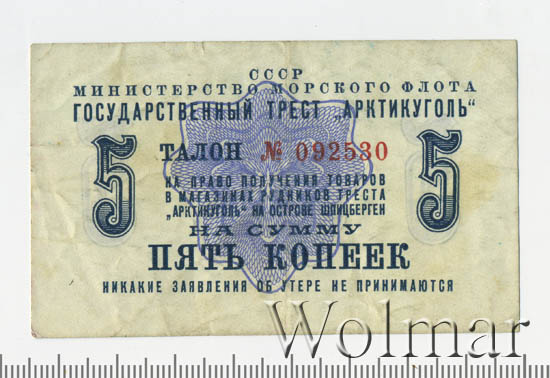 СССР
МИНИСТЕРСТВО МОРСКОГО ФЛОТА
ГОСУДАРСТВЕННЫЙ ТРЕСТ „АРКТИКУГОЛЬ"
5 ТАЛОН № 092530 5
НА ПРАВО ПОЛУЧЕНИЯ ТОВАРОВ
В МАГАЗИНАХ РУДНИКОВ ТРЕСТА
„АРКТИКУГОЛЬ" НА ОСТРОВЕ ШПИЦБЕРГЕН
НА СУММУ
ПЯТЬ КОПЕЕК
НИКАКИЕ ЗАЯВЛЕНИЯ ОБ УТЕРЕ НЕ ПРИНИМАЮТСЯ
Wolmar